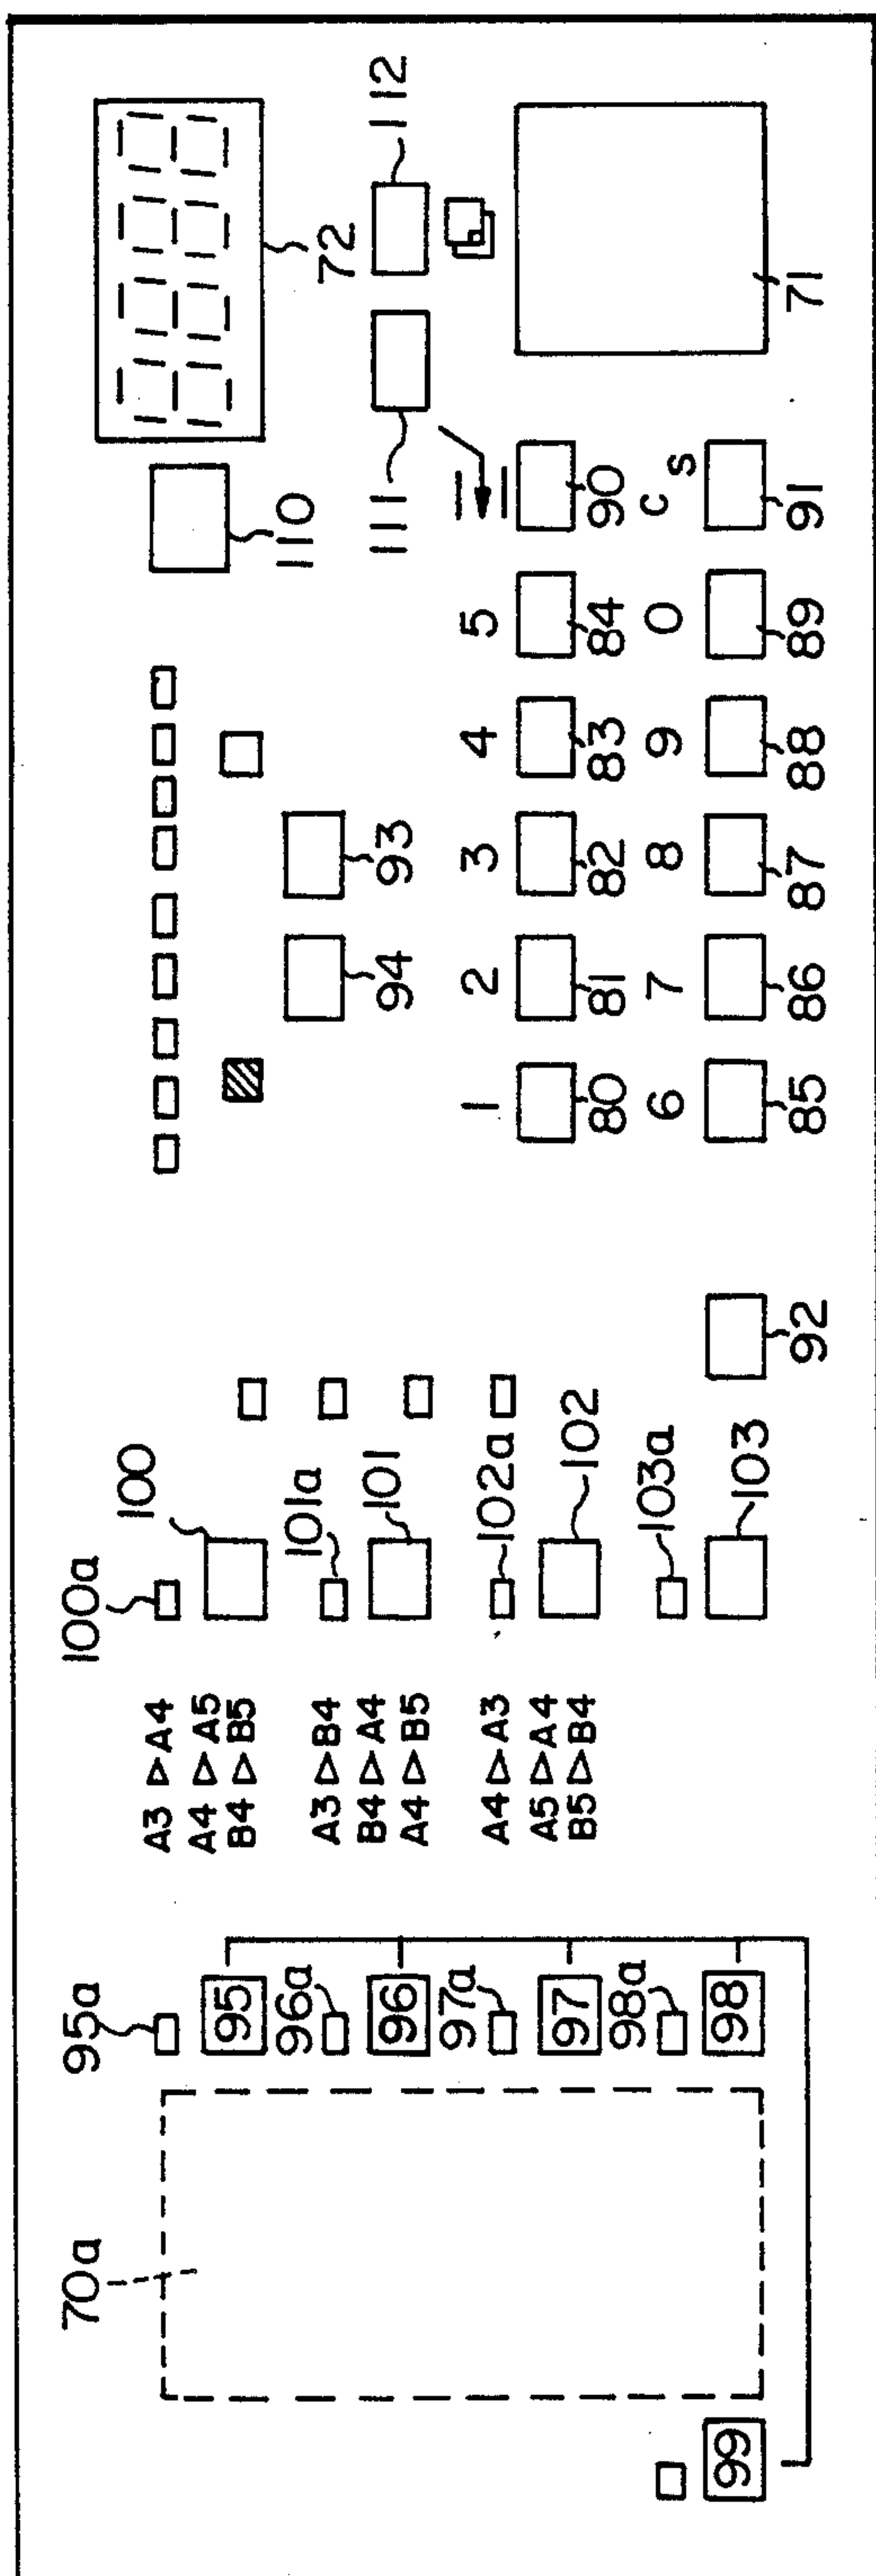 70a
95a
100a
100
A3 ▷A4
A4 ▷A5
B4 ▷B5
95
96a
101a
110
72
A3 ▷B4
B4 ▷A4
A4 ▷B5
96
101
94
93
111
112
97a
102a
1 2 3 4 5
A4 ▷A3
A5 ▷A4
B5 ▷B4
97
102
80 81 82 83 84 90
98a
103a
6 7 8 9 0 c s
99
98
103
92
85 86 87 88 89 91
71